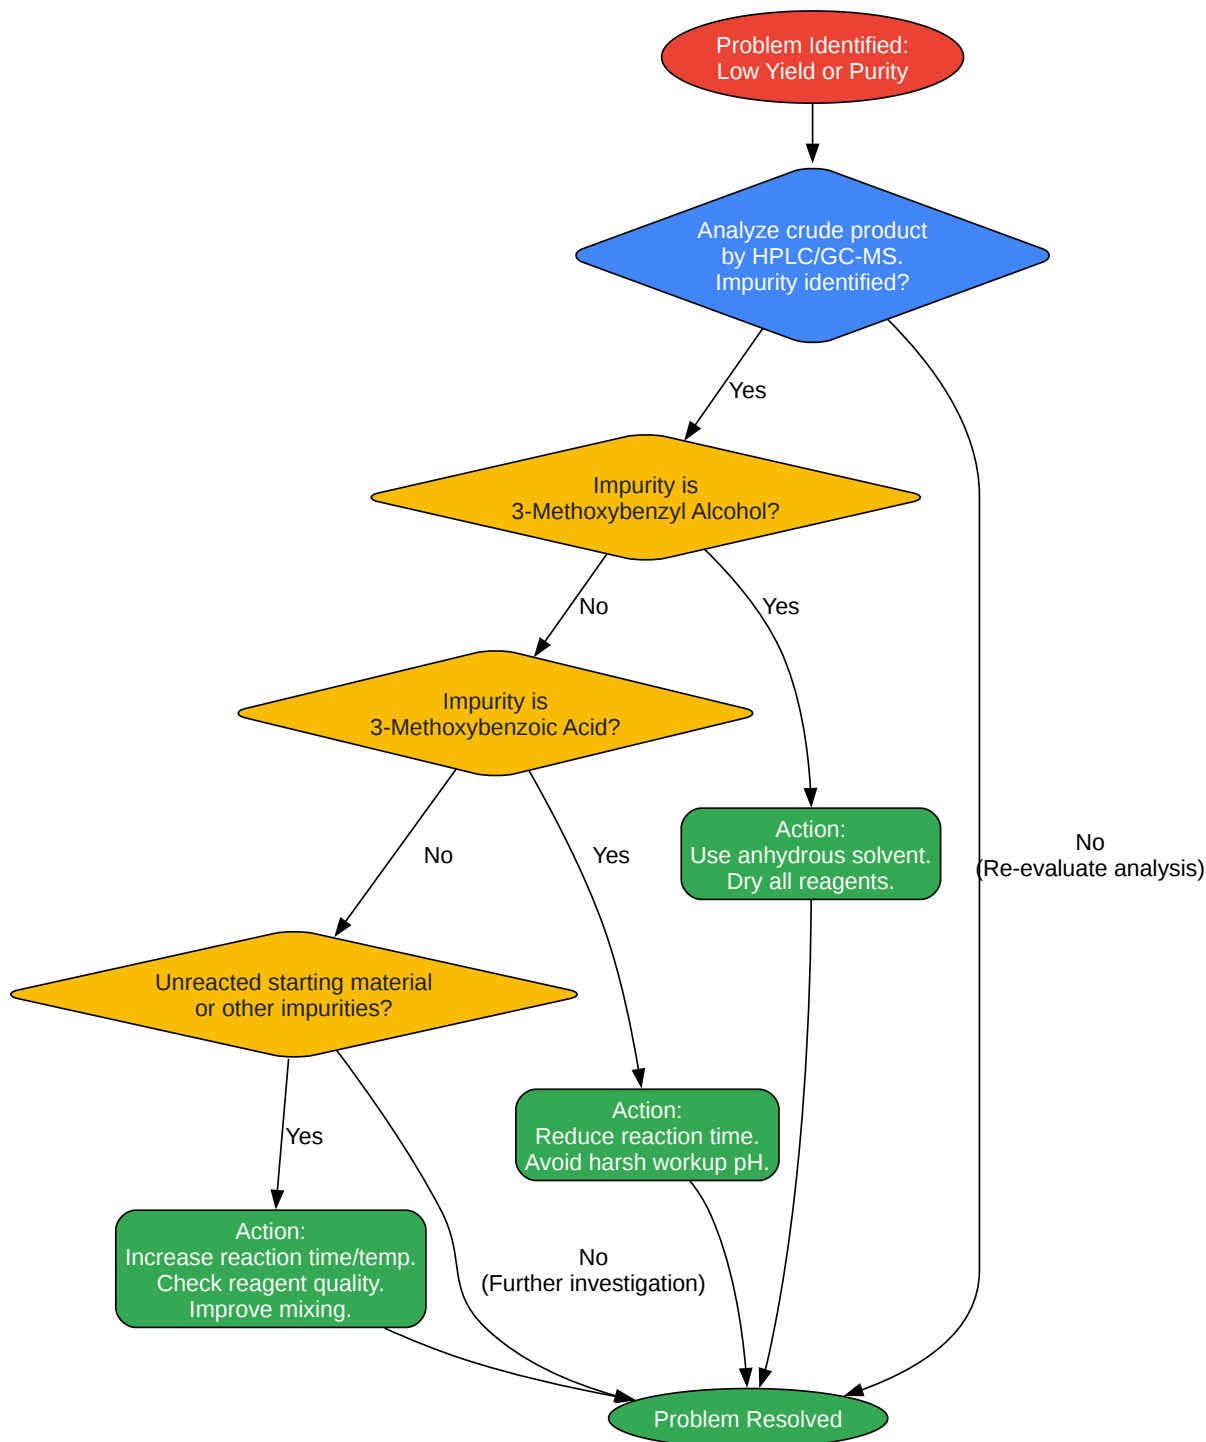 Problem Identified:
Low Yield or Purity
Analyze crude product
by HPLC/GC-MS.
Impurity identified?
Yes
Impurity is
3-Methoxybenzyl Alcohol?
No
Yes
Impurity is
3-Methoxybenzoic Acid?
Action:
Use anhydrous solvent.
Dry all reagents.
No
(Re-evaluate analysis)
No
Yes
Unreacted starting material
or other impurities?
Action:
Reduce reaction time.
Avoid harsh workup pH.
Yes
Action:
Increase reaction time/temp.
Check reagent quality.
Improve mixing.
No
(Further investigation)
Problem Resolved